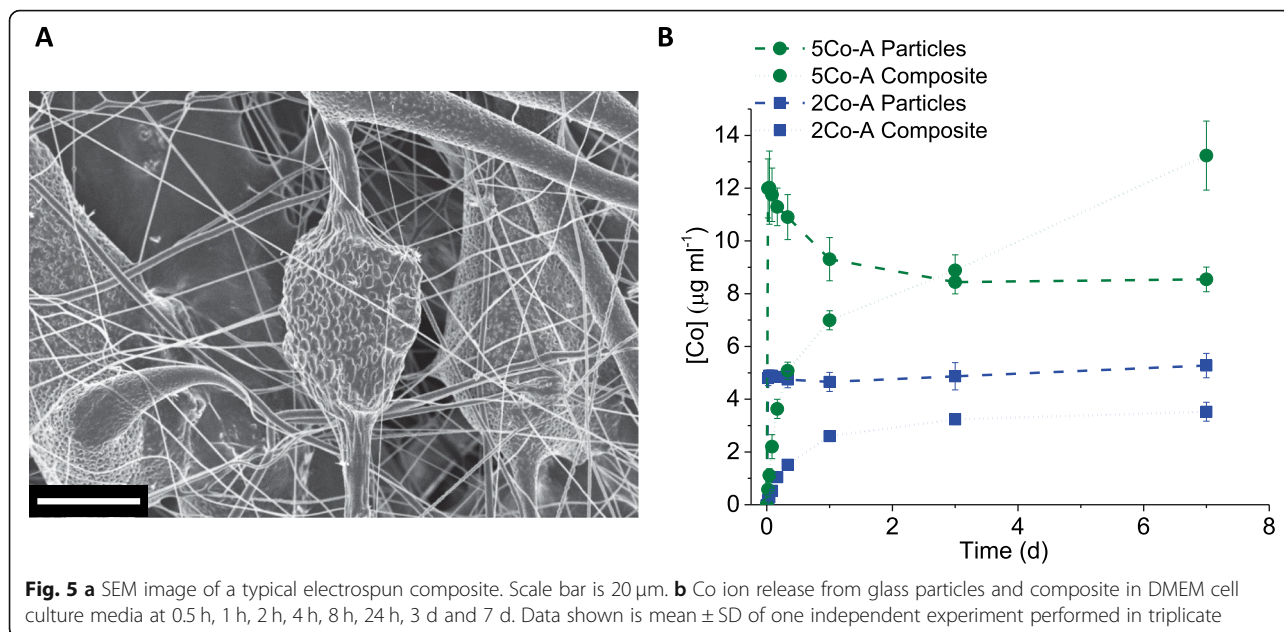 A
B
5Co-A Particles
5Co-A Composite
2Co-A Particles
2Co-A Composite
14
12
10
8
6
4
2
0
[Co] (µg ml-1)
0
2
4
6
8
Time (d)
Fig. 5 a SEM image of a typical electrospun composite. Scale bar is 20 µm. b Co ion release from glass particles and composite in DMEM cell
culture media at 0.5 h, 1 h, 2 h, 4 h, 8 h, 24 h, 3 d and 7 d. Data shown is mean ± SD of one independent experiment performed in triplicate